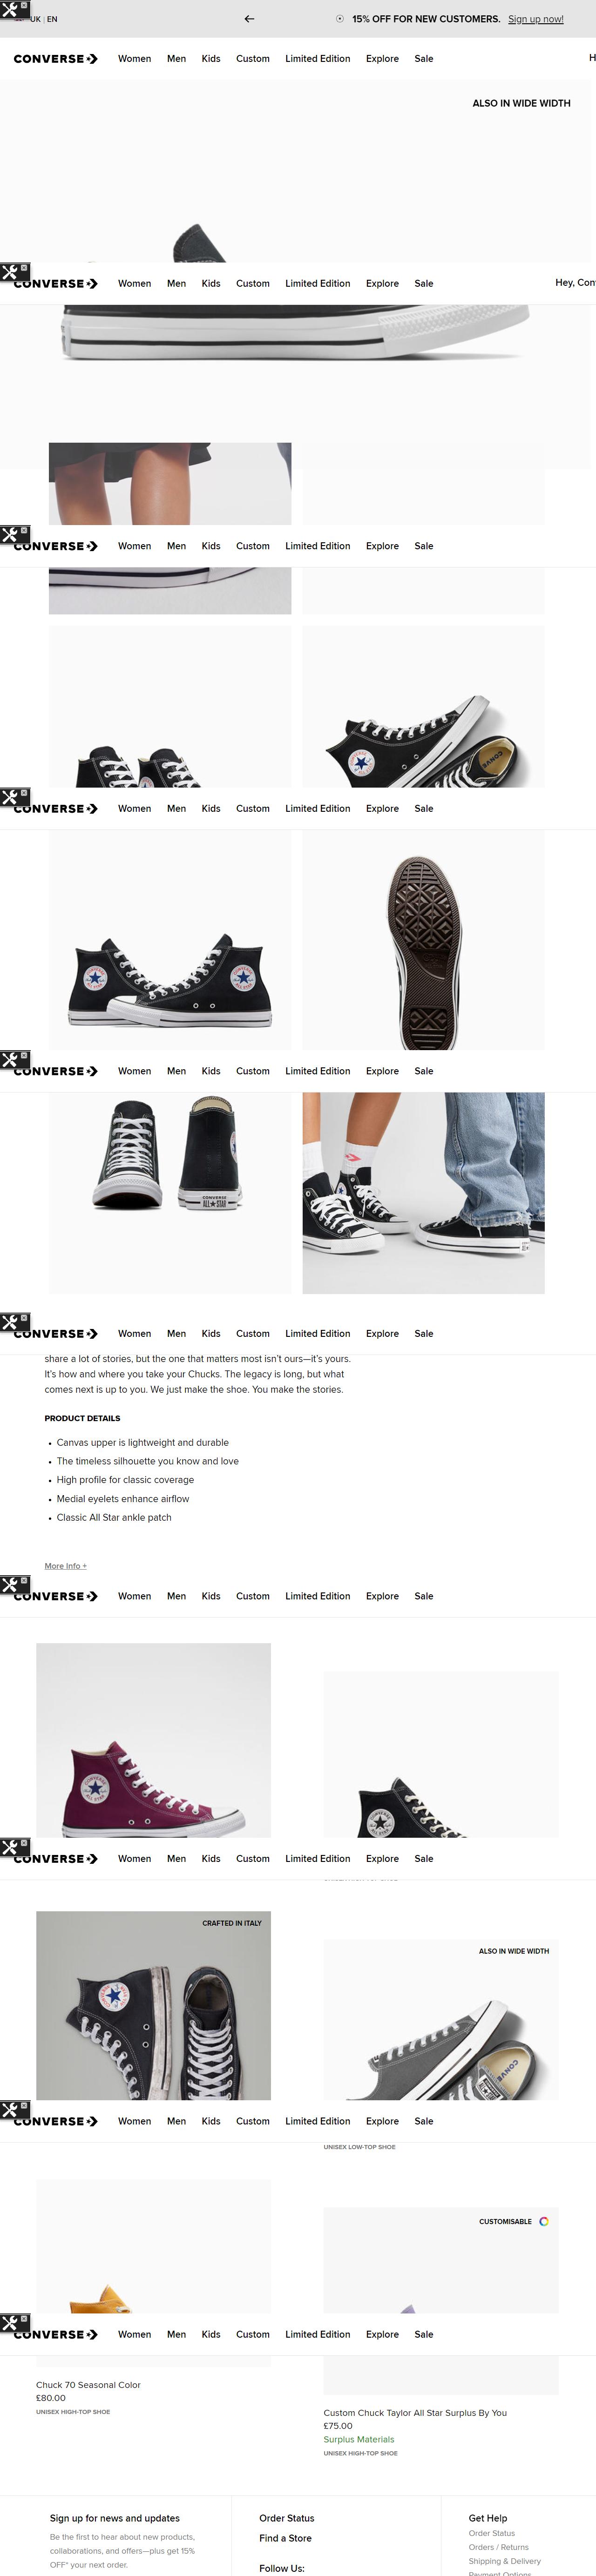 UK | EN
15% OFF FOR NEW CUSTOMERS. Sign up now!
CONVERSE Women Men Kids Custom Limited Edition Explore Sale H
ALSO IN WIDE WIDTH
CONVERSE Women Men Kids Custom Limited Edition Explore Sale Hey, Con
CONVERSE Women Men Kids Custom Limited Edition Explore Sale
CONVERSE Women Men Kids Custom Limited Edition Explore Sale
CONVERSE Women Men Kids Custom Limited Edition Explore Sale
CONVERSE
ALL STAR
CONVERSE Women Men Kids Custom Limited Edition Explore Sale
share a lot of stories, but the one that matters most isn't ours—it's yours.
It's how and where you take your Chucks. The legacy is long, but what
comes next is up to you. We just make the shoe. You make the stories.
PRODUCT DETAILS
• Canvas upper is lightweight and durable
• The timeless silhouette you know and love
• High profile for classic coverage
• Medial eyelets enhance airflow
• Classic All Star ankle patch
More Info +
CONVERSE Women Men Kids Custom Limited Edition Explore Sale
CONVERSE Women Men Kids Custom Limited Edition Explore Sale
CRAFTED IN ITALY
ALSO IN WIDE WIDTH
CONVERSE Women Men Kids Custom Limited Edition Explore Sale
UNISEX LOW-TOP SHOE
CUSTOMISABLE
CONVERSE Women Men Kids Custom Limited Edition Explore Sale
Chuck 70 Seasonal Color
£80.00
UNISEX HIGH-TOP SHOE
Custom Chuck Taylor All Star Surplus By You
£75.00
Surplus Materials
UNISEX HIGH-TOP SHOE
Sign up for news and updates
Be the first to hear about new products,
collaborations, and offers—plus get 15%
OFF* your next order.
Order Status
Find a Store
Follow Us:
Get Help
Order Status
Orders / Returns
Shipping & Delivery
Payment Options